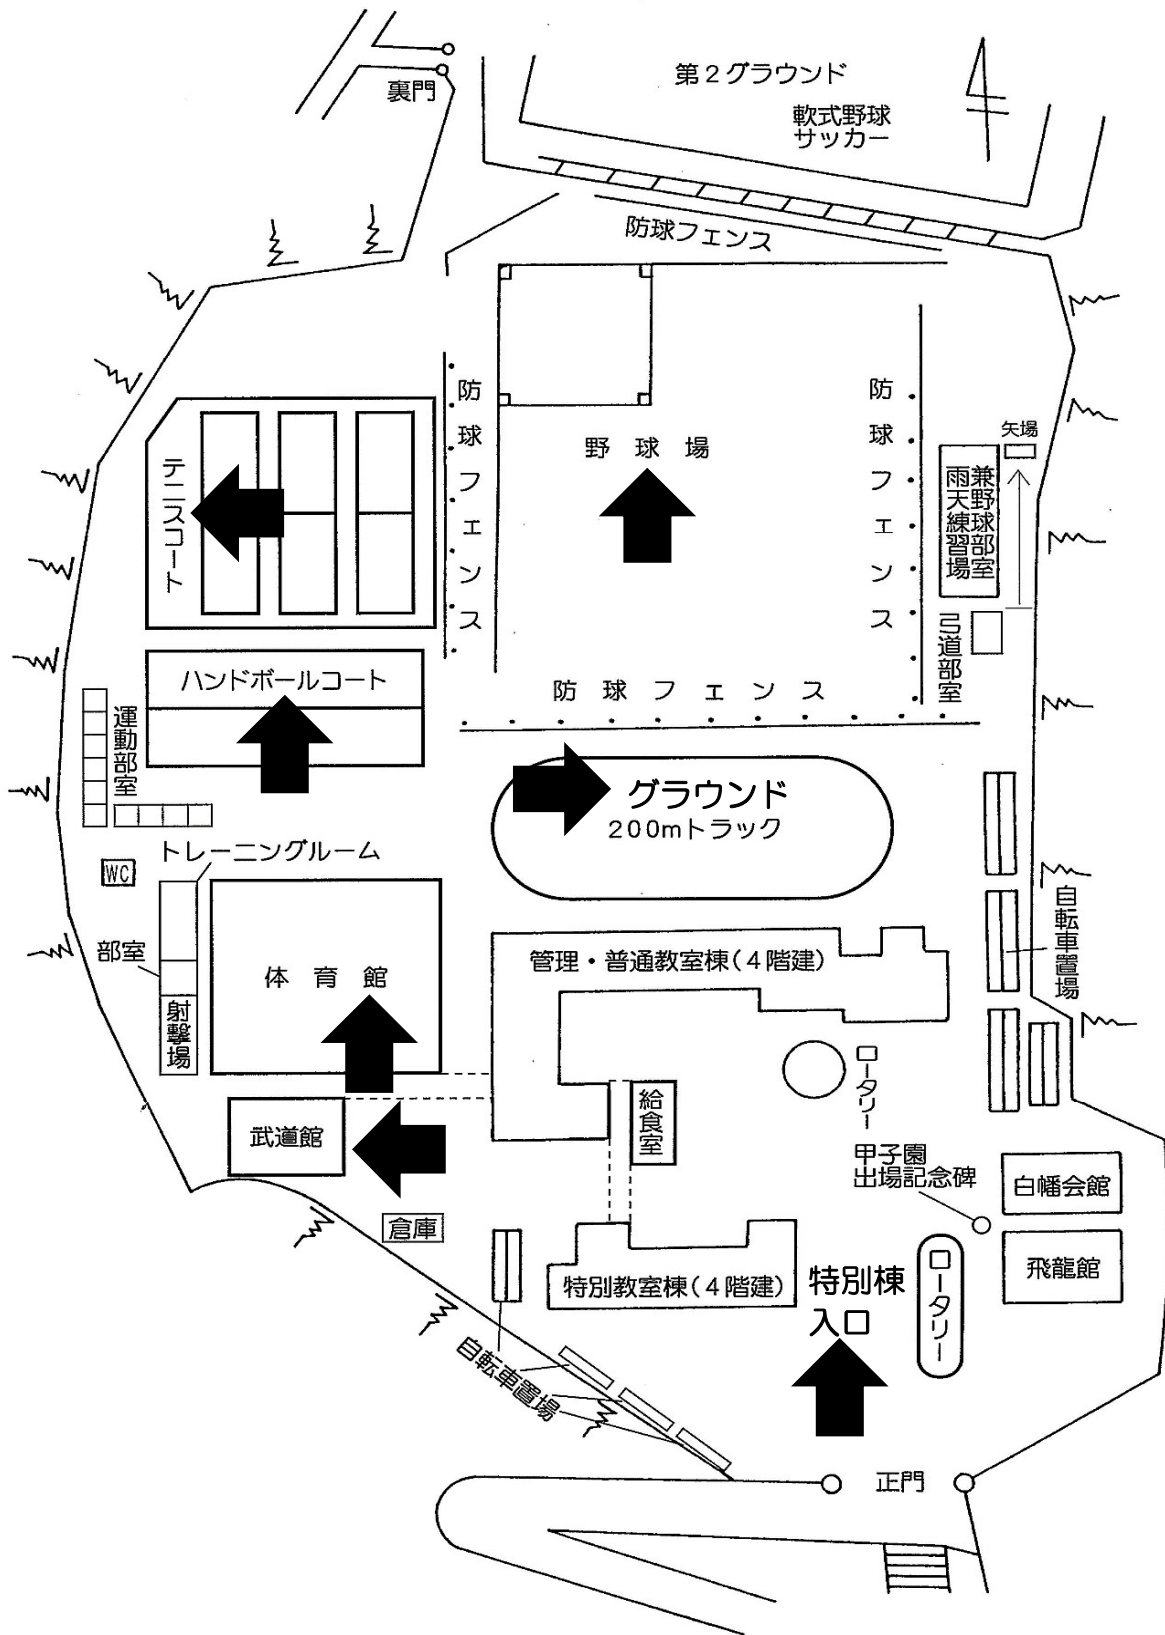 裏門
第2グラウンド
軟式野球
サッカー
防球フェンス
防球フェンス
野球場
防球フェンス
矢場
兼野球部室
雨天練習場
テニスコート
弓道部室
ハンドボールコート
防球フェンス
運動部室
グラウンド
200mトラック
トレーニングルーム
WC
部室
射撃場
体育館
管理・普通教室棟(4階建)
自転車置場
ロータリー
給食室
武道館
甲子園
出場記念碑
白幡会館
倉庫
飛龍館
特別教室棟(4階建)
特別棟
入口
ロータリー
自転車置場
正門